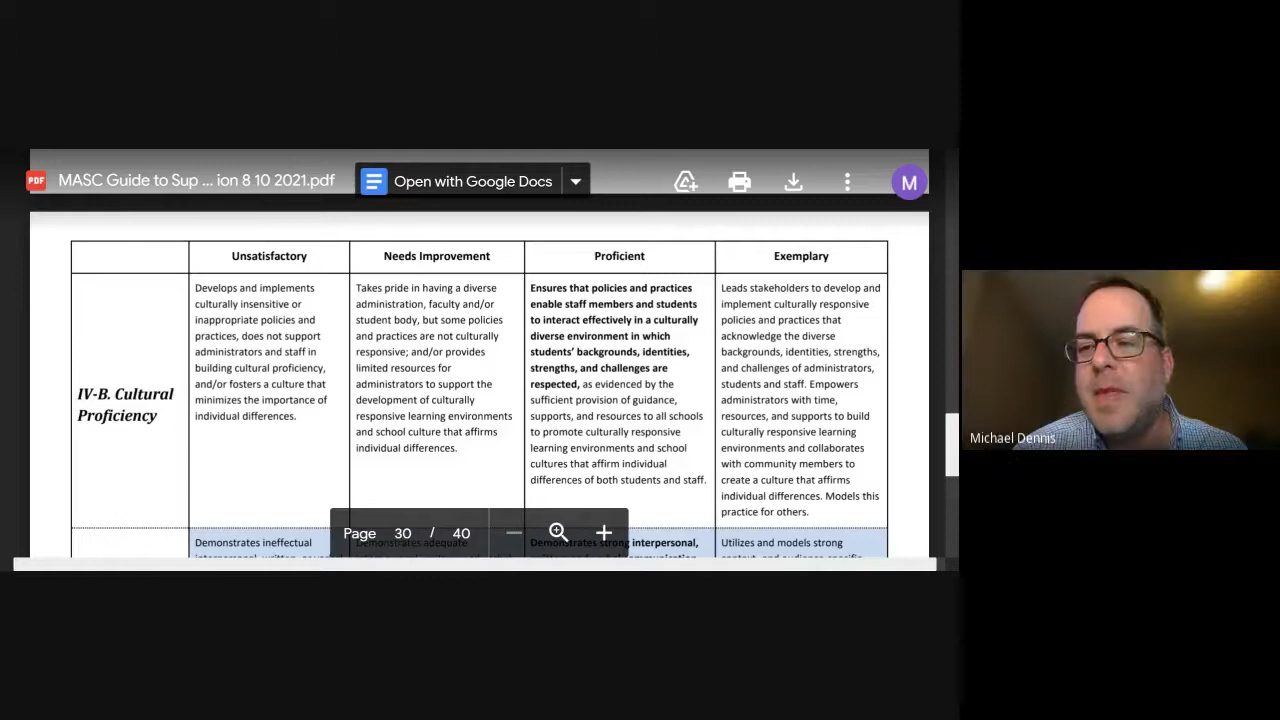 PDF
MASC Guide to Sup ... ion 8 10 2021.pdf
Open with Google Docs
M
Unsatisfactory
Needs Improvement
Proficient
Exemplary
IV-B. Cultural
Proficiency
Develops and implements
culturally insensitive or
inappropriate policies and
practices, does not support
administrators and staff in
building cultural proficiency,
and/or fosters a culture that
minimizes the importance of
individual differences.
Takes pride in having a diverse
administration, faculty and/or
student body, but some policies
and practices are not culturally
responsive; and/or provides
limited resources for
administrators to support the
development of culturally
responsive learning environments
and school culture that affirms
individual differences.
Ensures that policies and practices
enable staff members and students
to interact effectively in a culturally
diverse environment in which
students’ backgrounds, identities,
strengths, and challenges are
respected, as evidenced by the
sufficient provision of guidance,
supports, and resources to all schools
to promote culturally responsive
learning environments and school
cultures that affirm individual
differences of both students and staff.
Leads stakeholders to develop and
implement culturally responsive
policies and practices that
acknowledge the diverse
backgrounds, identities, strengths,
and challenges of administrators,
students and staff. Empowers
administrators with time,
resources, and supports to build
culturally responsive learning
environments and collaborates
with community members to
create a culture that affirms
individual differences. Models this
practice for others.
Demonstrates ineffectual
Demonstrates adequate
Demonstrates strong interpersonal,
Utilizes and models strong
Page 30 / 40
Michael Dennis